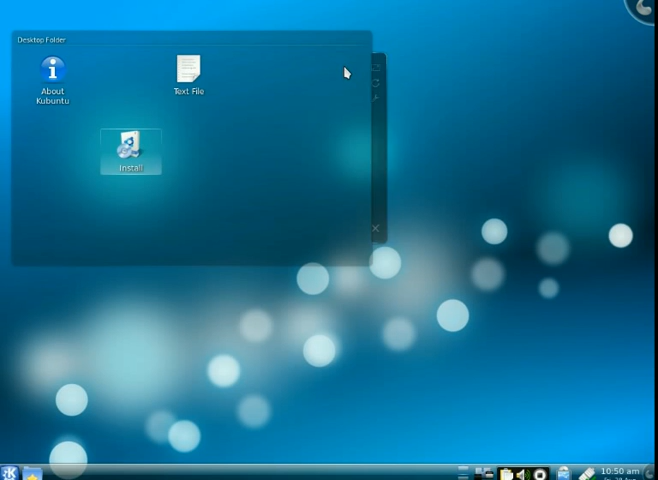 Desktop Folder
About
Kubuntu
Text File
Install
10:50 am